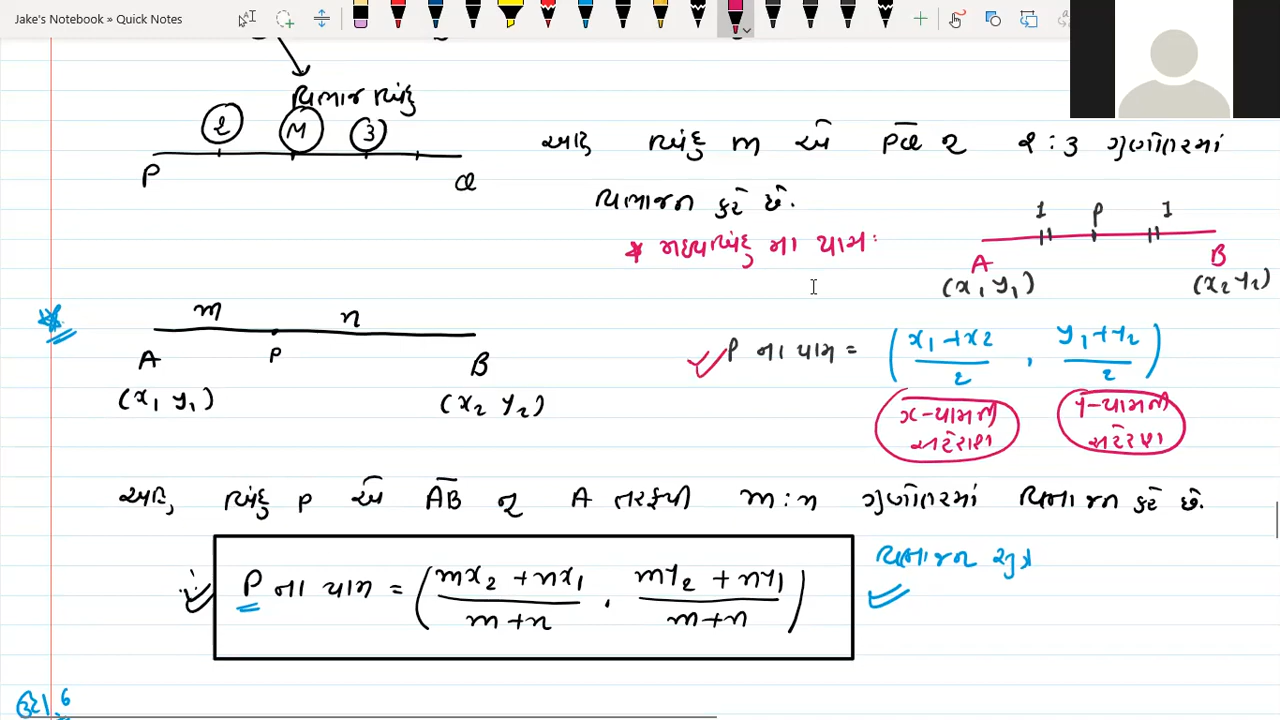 Jake's Notebook » Quick Notes
વિભાજન બિંદુ
2 M 3
P Q
અહિં બિંદુ M એ PQ નું 2 : 3 ગુણોત્તરમાં
વિભાજન કરે છે.
* મધ્યબિંદુ ના યામ :
1 P 1
A B
(x₁ y₁) (x₂ y₂)
m n
A P B
(x₁ y₁) (x₂ y₂)
P ના યામ = (x₁+x₂/2 , y₁+y₂/2)
x-યામની સરેરાશ
y-યામની સરેરાશ
અહિં, બિંદુ P એ AB નું A તરફથી m:n ગુણોત્તરમાં વિભાજન કરે છે.
∴ P ના યામ = (mx₂ + nx₁/m+n , my₂ + ny₁/m+n)
વિભાજન સૂત્ર